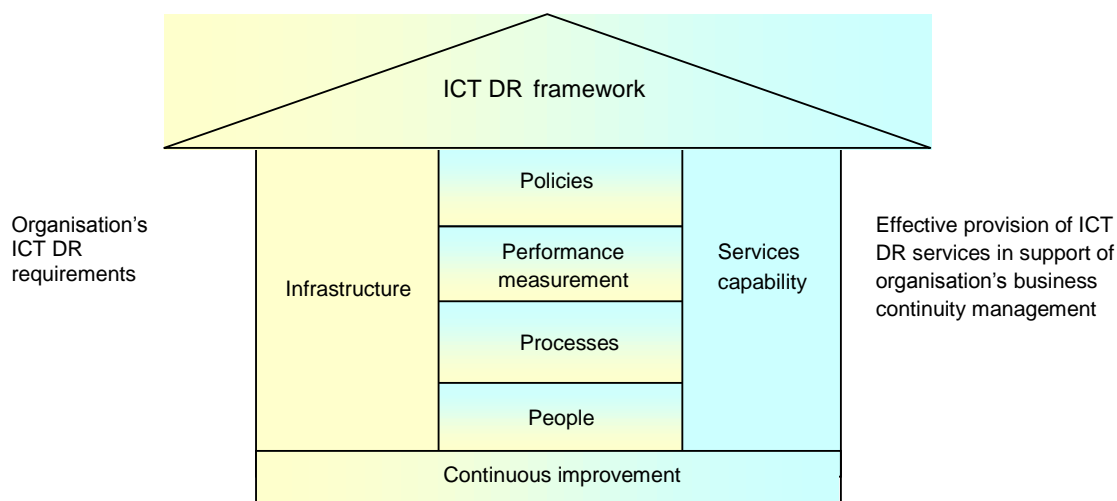 ICT DR framework
Organisation’s
ICT DR
requirements
Infrastructure
Policies
Performance
measurement
Processes
People
Services
capability
Effective provision of ICT
DR services in support of
organisation’s business
continuity management
Continuous improvement